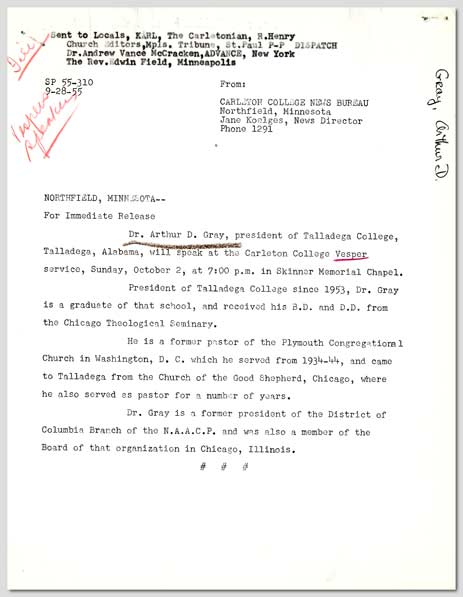 Sent to Locals, KARL, The Carletonian, R.Henry
Church Editors,Mpls. Tribune, St.Paul P-P DISPATCH
Dr.Andrew Vance McCracken,ADVANCE, New York
The Rev.Edwin Field, Minneapolis
SP 55-310
9-28-55
Vesper
Speakers
Gray, Arthur D.
From:
CARLETON COLLEGE NEWS BUREAU
Northfield, Minnesota
Jane Koelges, News Director
Phone 1291
NORTHFIELD, MINNESOTA--
For Immediate Release
Dr. Arthur D. Gray, president of Talladega College,
Talladega, Alabama, will speak at the Carleton College Vesper
service, Sunday, October 2, at 7:00 p.m. in Skinner Memorial Chapel.
President of Talladega College since 1953, Dr. Gray
is a graduate of that school, and received his B.D. and D.D. from
the Chicago Theological Seminary.
He is a former pastor of the Plymouth Congregational
Church in Washington, D. C. which he served from 1934-44, and came
to Talladega from the Church of the Good Shepherd, Chicago, where
he also served as pastor for a number of years.
Dr. Gray is a former president of the District of
Columbia Branch of the N.A.A.C.P. and was also a member of the
Board of that organization in Chicago, Illinois.
# # #